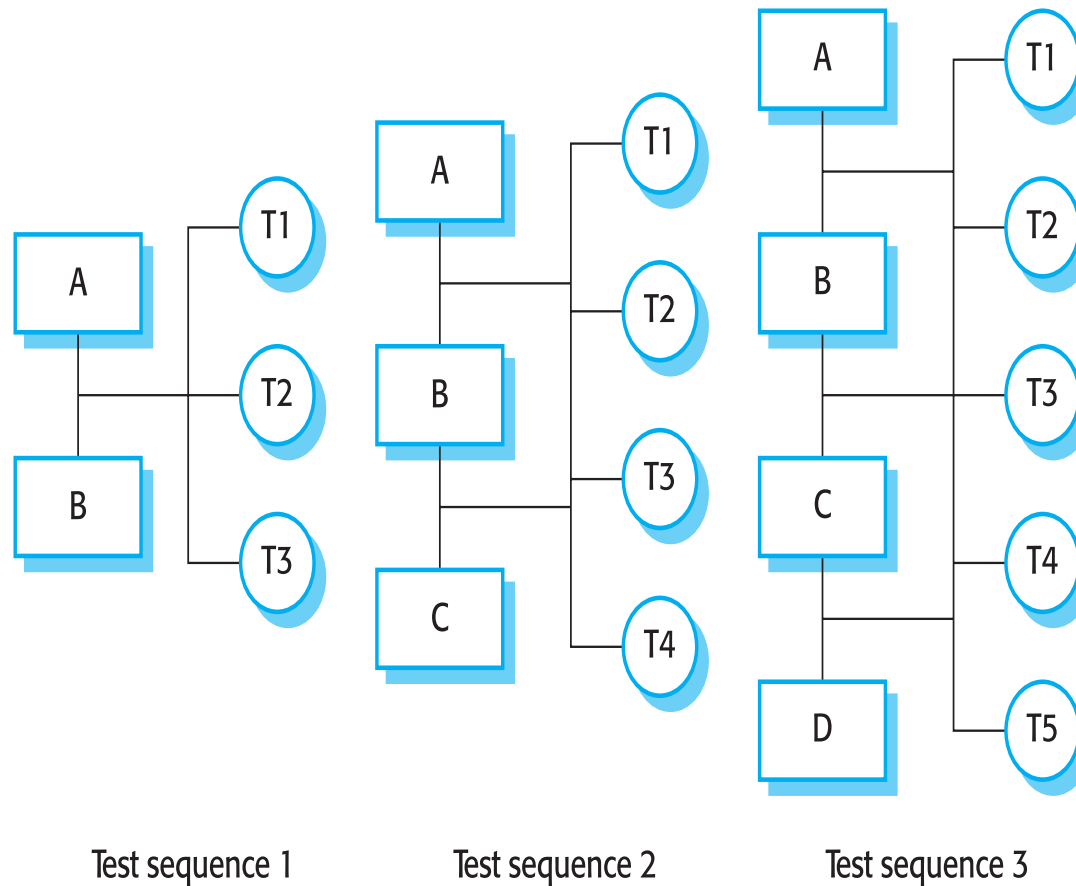 A
B
T1
T2
T3
Test sequence 1
A
B
C
T1
T2
T3
T4
Test sequence 2
A
B
C
D
T1
T2
T3
T4
T5
Test sequence 3